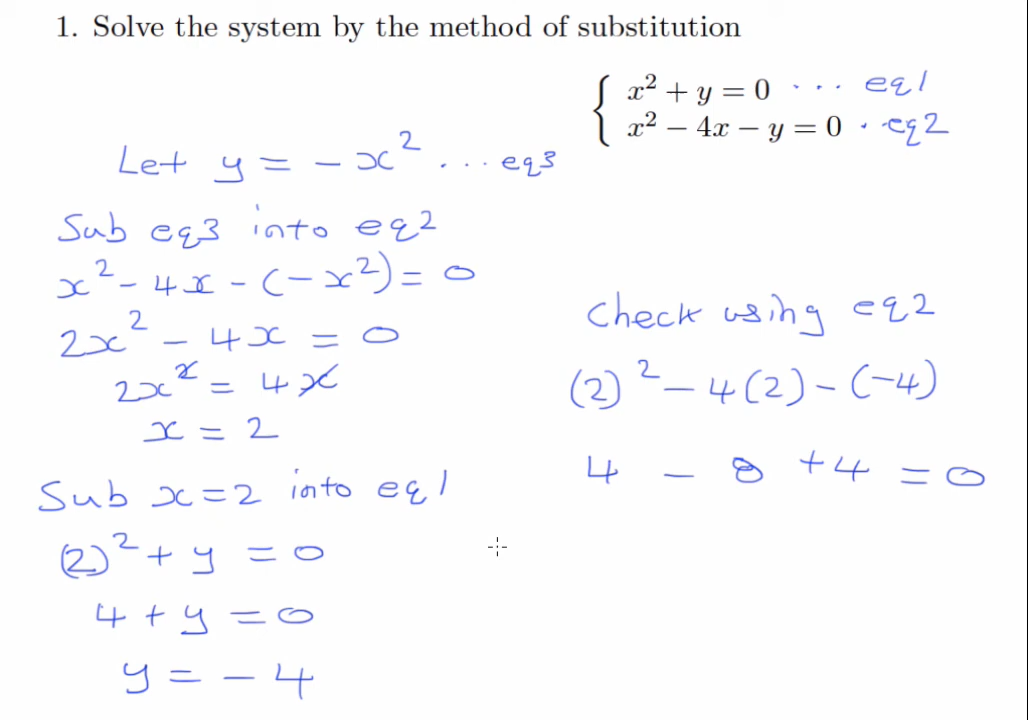 1. Solve the system by the method of substitution
x² + y = 0 ... eq1
x² − 4x − y = 0 ..eq2
Let y = −x² ... eq3
Sub eq3 into eq2
x² − 4x − (−x²) = 0
2x² − 4x = 0
2x² = 4x
x = 2
Sub x=2 into eq1
(2)² + y = 0
4 + y = 0
y = −4
Check using eq2
(2)² − 4(2) − (−4)
4 − 8 +4 = 0